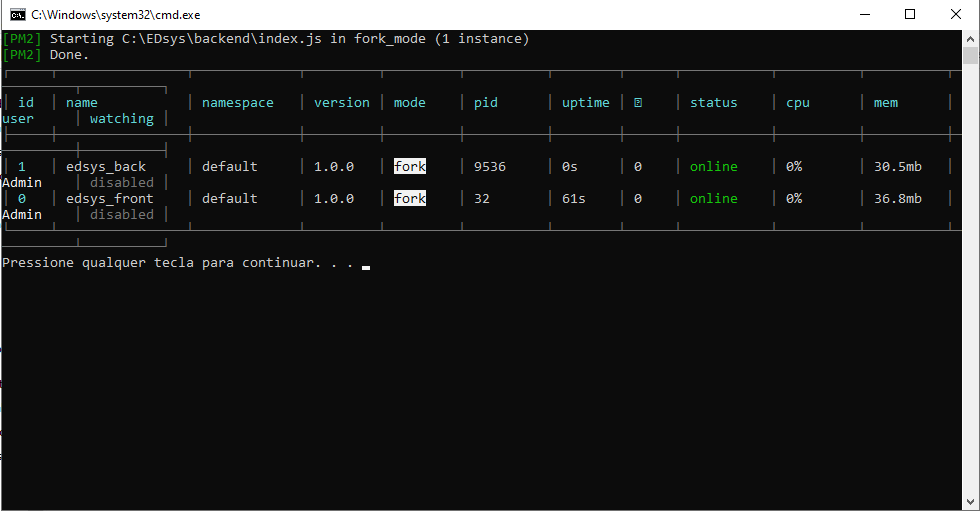 C:\Windows\system32\cmd.exe
[PM2] Starting C:\EDsys\backend\index.js in fork_mode (1 instance)
[PM2] Done.
id name namespace version mode pid uptime status cpu mem
user watching
1 edsys_back default 1.0.0 fork 9536 0s 0 online 0% 30.5mb
Admin disabled
0 edsys_front default 1.0.0 fork 32 61s 0 online 0% 36.8mb
Admin disabled
Pressione qualquer tecla para continuar. . .